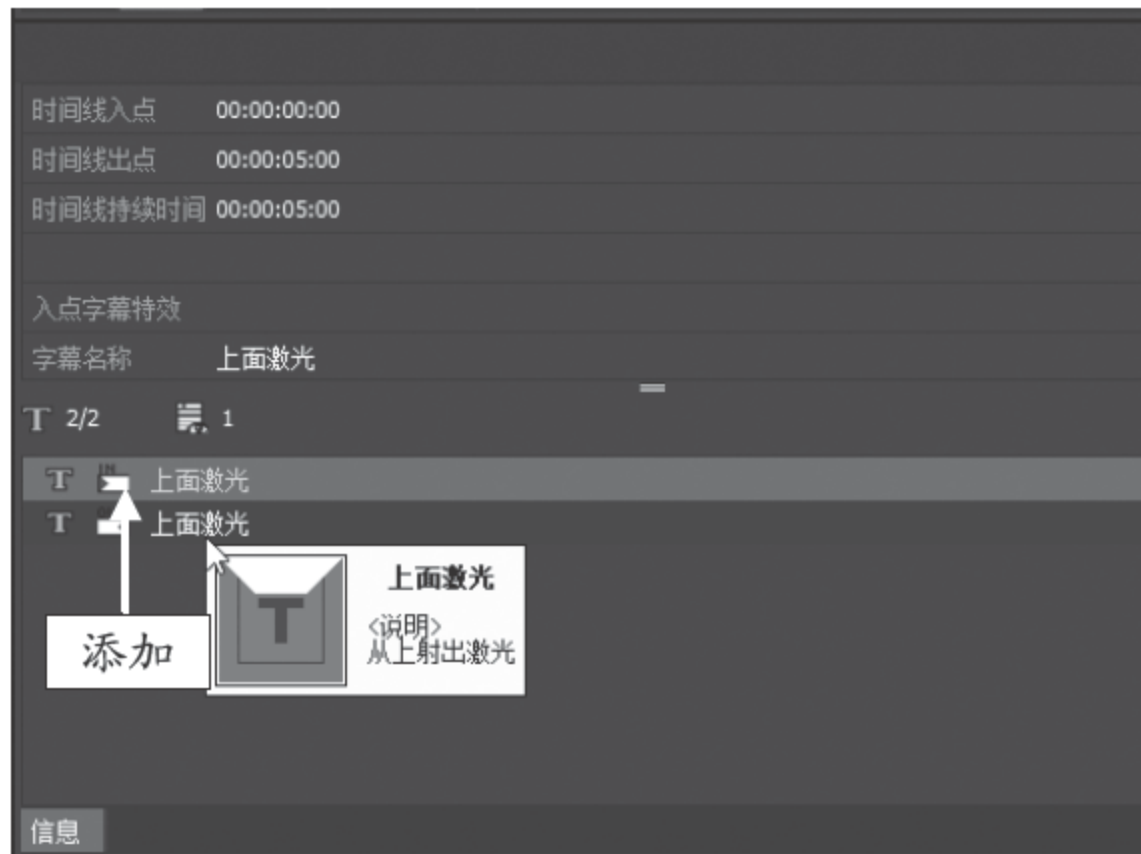 时间线入点 00:00:00:00
时间线出点 00:00:05:00
时间线持续时间 00:00:05:00
入点字幕特效
字幕名称 上面激光
T 2/2 1
T IN 上面激光
T 上面激光
上面激光
<说明>
从上射出激光
添加
信息